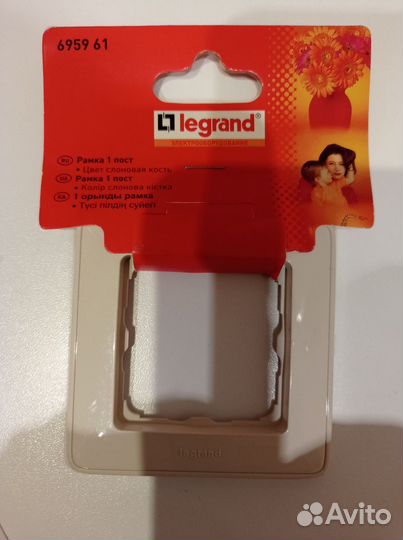 6959 61
legrand®
ЭЛЕКТРООБОРУДОВАНИЕ
RU Рамка 1 пост
• Цвет слоновая кость
UA Рамка 1 пост
• Колір слонова кістка
KA 1 орынды рамка
• Түсі пілдің сүйегі
legrand
Avito